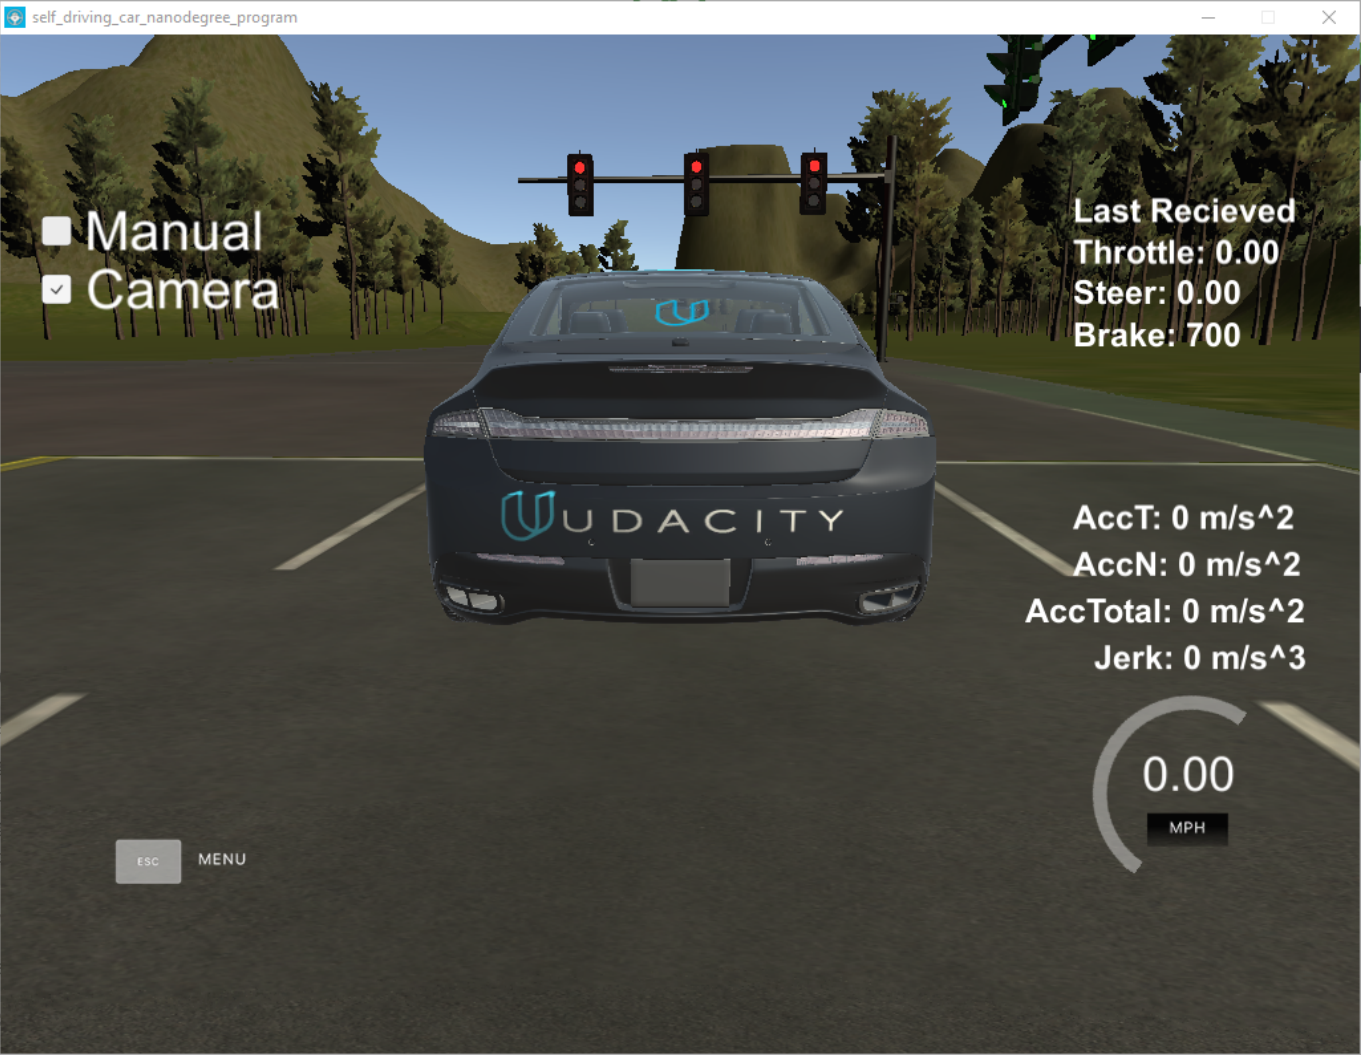 self_driving_car_nanodegree_program
Manual
Camera
Last Recieved
Throttle: 0.00
Steer: 0.00
Brake: 700
UDACITY
AccT: 0 m/s^2
AccN: 0 m/s^2
AccTotal: 0 m/s^2
Jerk: 0 m/s^3
0.00
MPH
ESC MENU